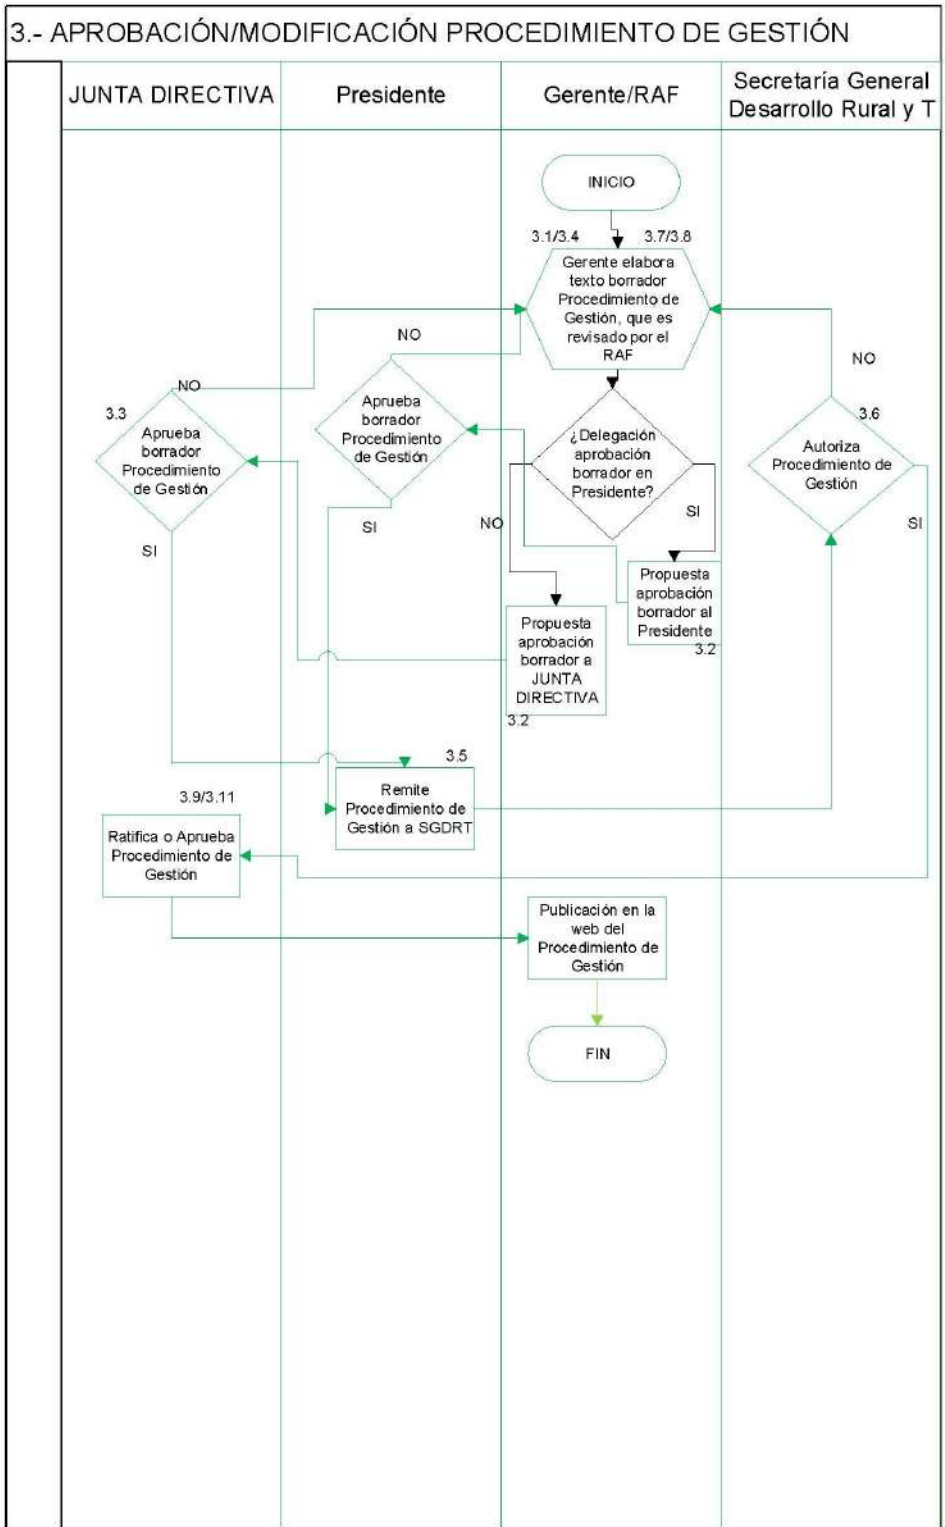 3.- APROBACIÓN/MODIFICACIÓN PROCEDIMIENTO DE GESTIÓN
JUNTA DIRECTIVA
Presidente
Gerente/RAF
Secretaría General
Desarrollo Rural y T
INICIO
3.1/3.4
3.7/3.8
Gerente elabora
texto borrador
Procedimiento de
Gestión, que es
revisado por el
RAF
NO
NO
NO
3.3
Aprueba
borrador
Procedimiento
de Gestión
Aprueba
borrador
Procedimiento
de Gestión
¿Delegación
aprobación
borrador en
Presidente?
3.6
Autoriza
Procedimiento de
Gestión
SI
SI
NO
SI
SI
Propuesta
aprobación
borrador al
Presidente
3.2
Propuesta
aprobación
borrador a
JUNTA
DIRECTIVA
3.2
3.5
Remite
Procedimiento de
Gestión a SGDRT
3.9/3.11
Ratifica o Aprueba
Procedimiento de
Gestión
Publicación en la
web del
Procedimiento de
Gestión
FIN